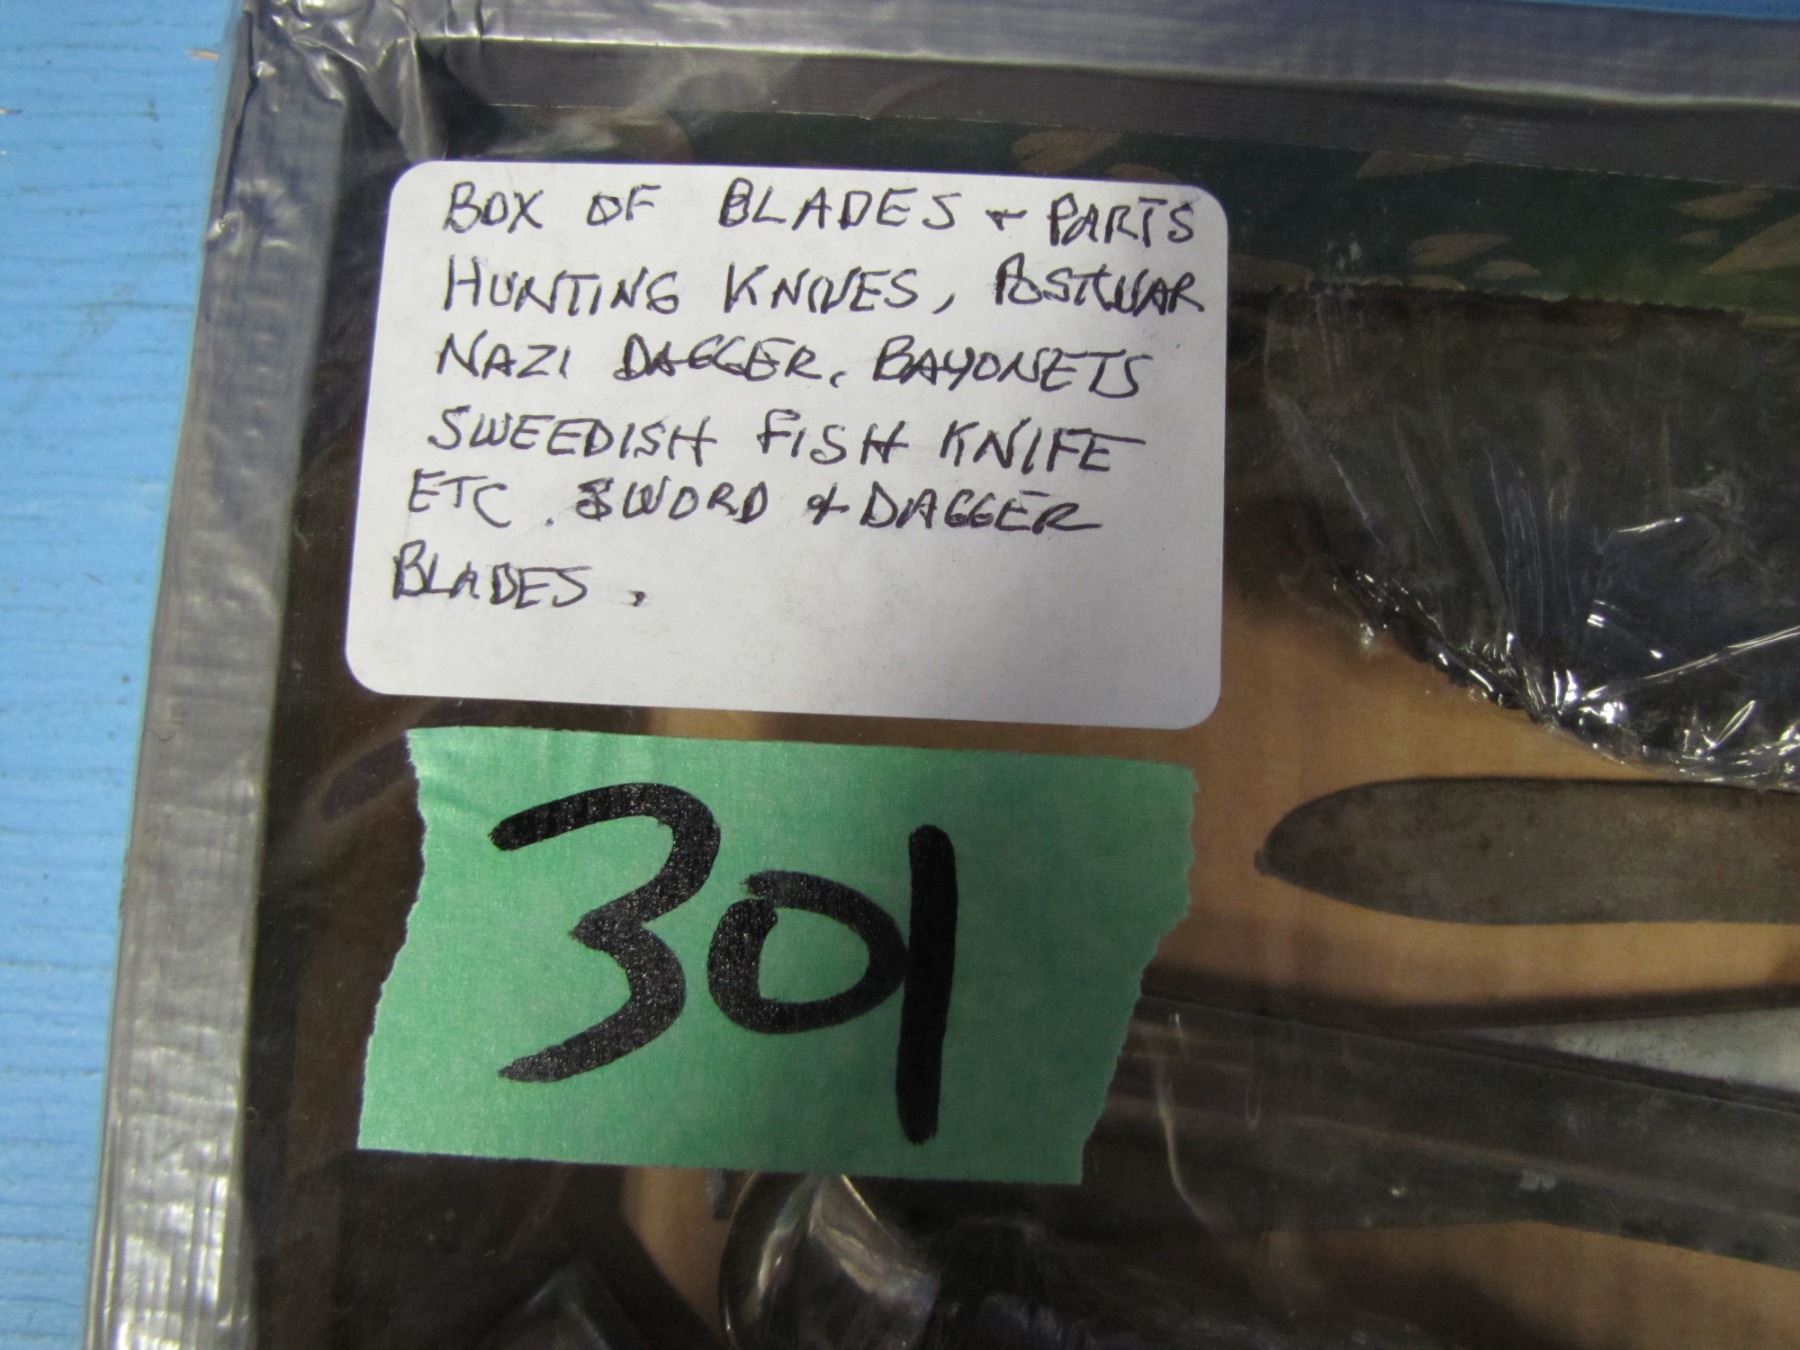 BOX OF BLADES + PARTS
HUNTING KNIVES, POSTWAR
NAZI DAGGER, BAYONETS
SWEEDISH FISH KNIFE
ETC. SWORD & DAGGER
BLADES.
301